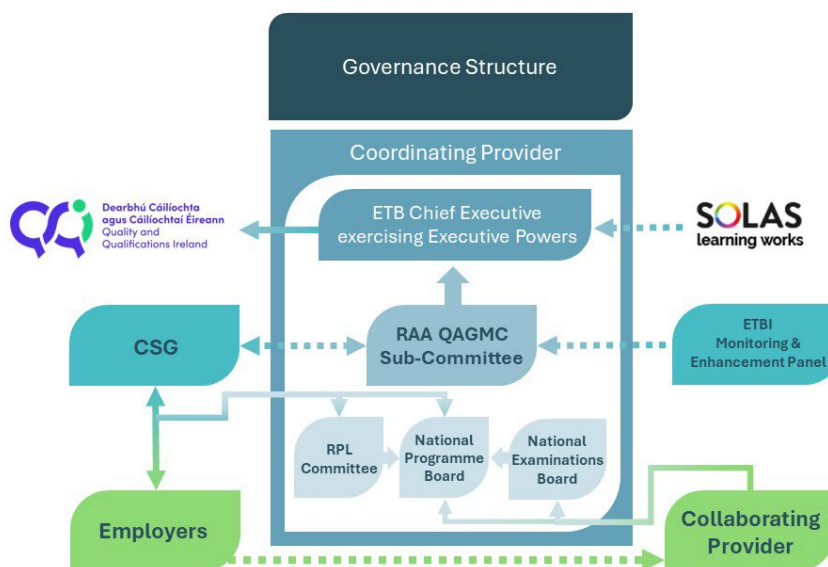 Governance Structure
Coordinating Provider
Dearbhú Cáilíochta
agus Cáilíochtaí Éireann
Quality and
Qualifications Ireland
ETB Chief Executive
exercising Executive Powers
SOLAS
learning works
CSG
RAA QAGMC
Sub-Committee
ETBI
Monitoring &
Enhancement Panel
RPL
Committee
National
Programme
Board
National
Examinations
Board
Employers
Collaborating
Provider